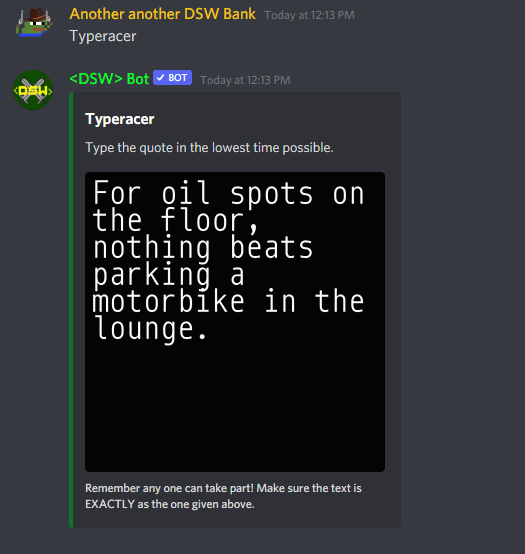 Another another DSW Bank Today at 12:13 PM
Typeracer
<DSW> Bot ✓ BOT Today at 12:13 PM
<DSW>
Typeracer
Type the quote in the lowest time possible.
For oil spots on
the floor,
nothing beats
parking a
motorbike in the
lounge.
Remember any one can take part! Make sure the text is
EXACTLY as the one given above.